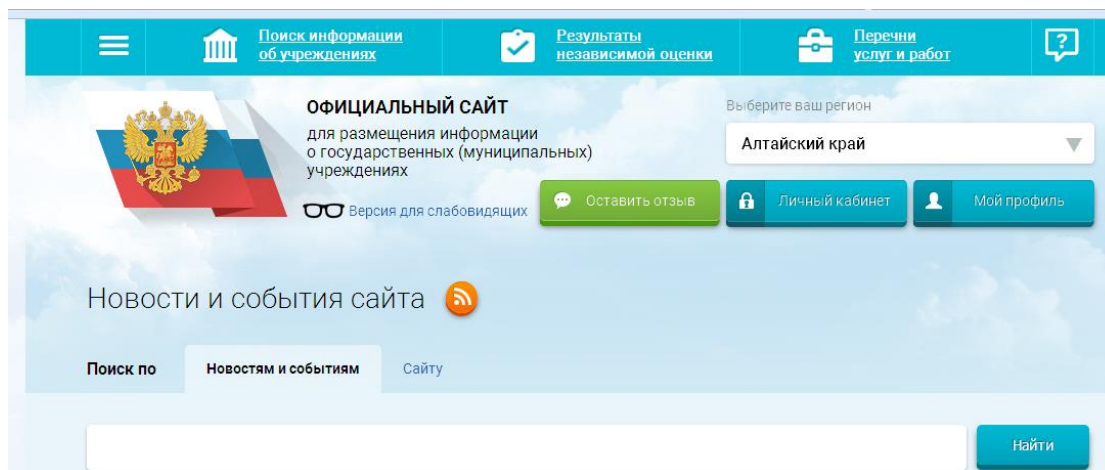 Поиск информации
об учреждениях
Результаты
независимой оценки
Перечни
услуг и работ
?
ОФИЦИАЛЬНЫЙ САЙТ
для размещения информации
о государственных (муниципальных)
учреждениях
Версия для слабовидящих
Выберите ваш регион
Алтайский край
Оставить отзыв
Личный кабинет
Мой профиль
Новости и события сайта
Поиск по
Новостям и событиям
Сайту
Найти